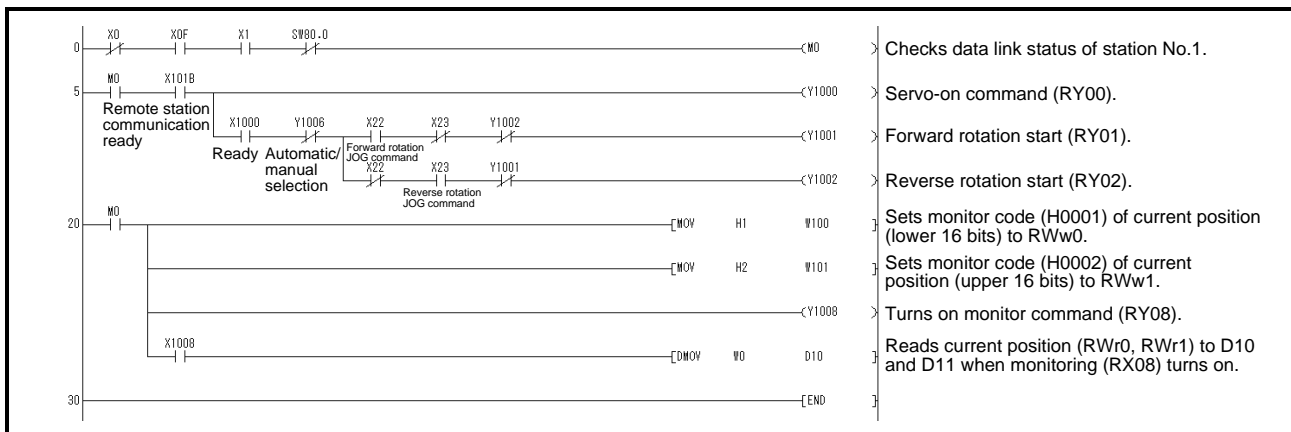 X0 X0F X1 SW80.0
0 (M0 ) Checks data link status of station No.1.
M0 X101B
5 (Y1000 ) Servo-on command (RY00).
Remote station
communication
ready
X1000 Y1006 X22 X23 Y1002
(Y1001 ) Forward rotation start (RY01).
Ready Automatic/
manual
selection
Forward rotation
JOG command
X22 X23 Y1001
(Y1002 ) Reverse rotation start (RY02).
Reverse rotation
JOG command
M0
20 [MOV H1 W100 ] Sets monitor code (H0001) of current position
(lower 16 bits) to RWw0.
[MOV H2 W101 ] Sets monitor code (H0002) of current
position (upper 16 bits) to RWw1.
(Y1008 ) Turns on monitor command (RY08).
X1008
[DMOV W0 D10 ] Reads current position (RWr0, RWr1) to D10
and D11 when monitoring (RX08) turns on.
30 [END ]